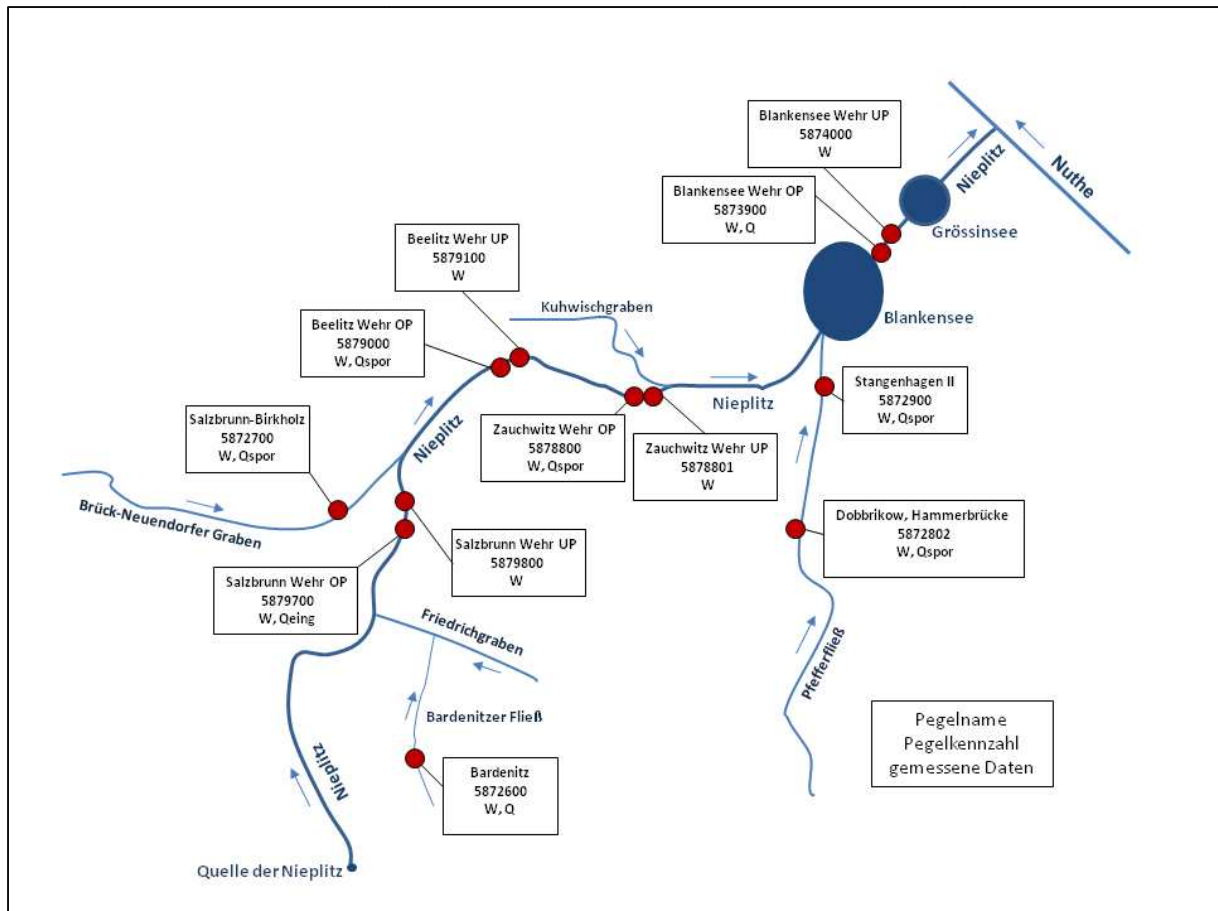 Blankensee Wehr UP
5874000
W
Nieplitz
Nuthe
Blankensee Wehr OP
5873900
W, Q
Grössinsee
Beelitz Wehr UP
5879100
W
Kuhwischgraben
Blankensee
Beelitz Wehr OP
5879000
W, Qspor
Nieplitz
Stangenhagen II
5872900
W, Qspor
Salzbrunn-Birkholz
5872700
W, Qspor
Nieplitz
Zauchwitz Wehr OP
5878800
W, Qspor
Zauchwitz Wehr UP
5878801
W
Brück-Neuendorfer Graben
Dobbrikow, Hammerbrücke
5872802
W, Qspor
Salzbrunn Wehr UP
5879800
W
Salzbrunn Wehr OP
5879700
W, Qeing
Friedrichgraben
Pfefferfließ
Bardenitzer Fließ
Nieplitz
Bardenitz
5872600
W, Q
Pegelname
Pegelkennzahl
gemessene Daten
Quelle der Nieplitz